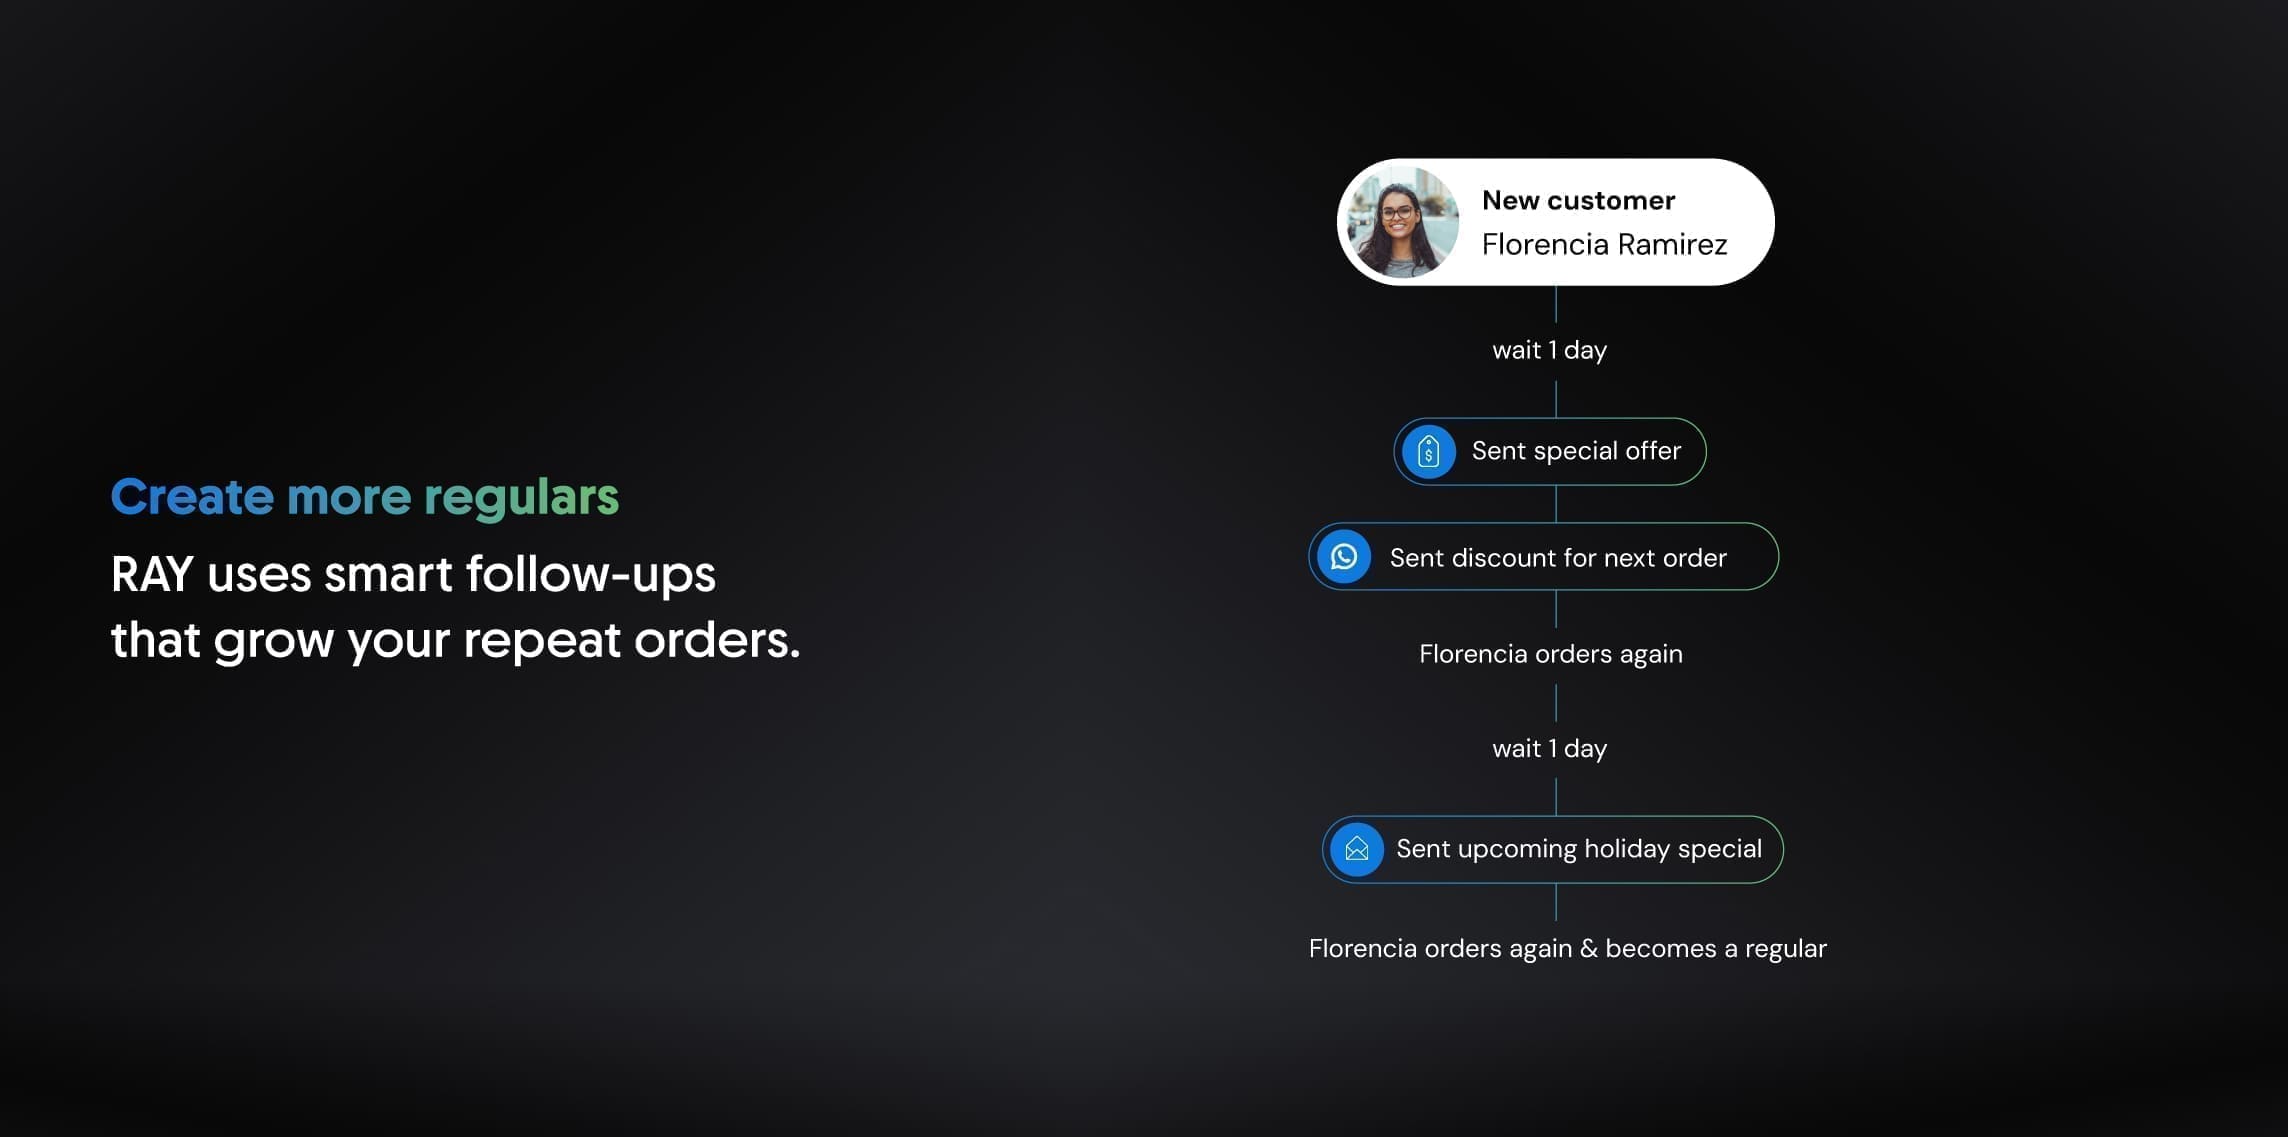 Create more regulars
RAY uses smart follow-ups
that grow your repeat orders.
New customer
Florencia Ramirez
wait 1 day
$
Sent special offer
Sent discount for next order
Florencia orders again
wait 1 day
Sent upcoming holiday special
Florencia orders again & becomes a regular